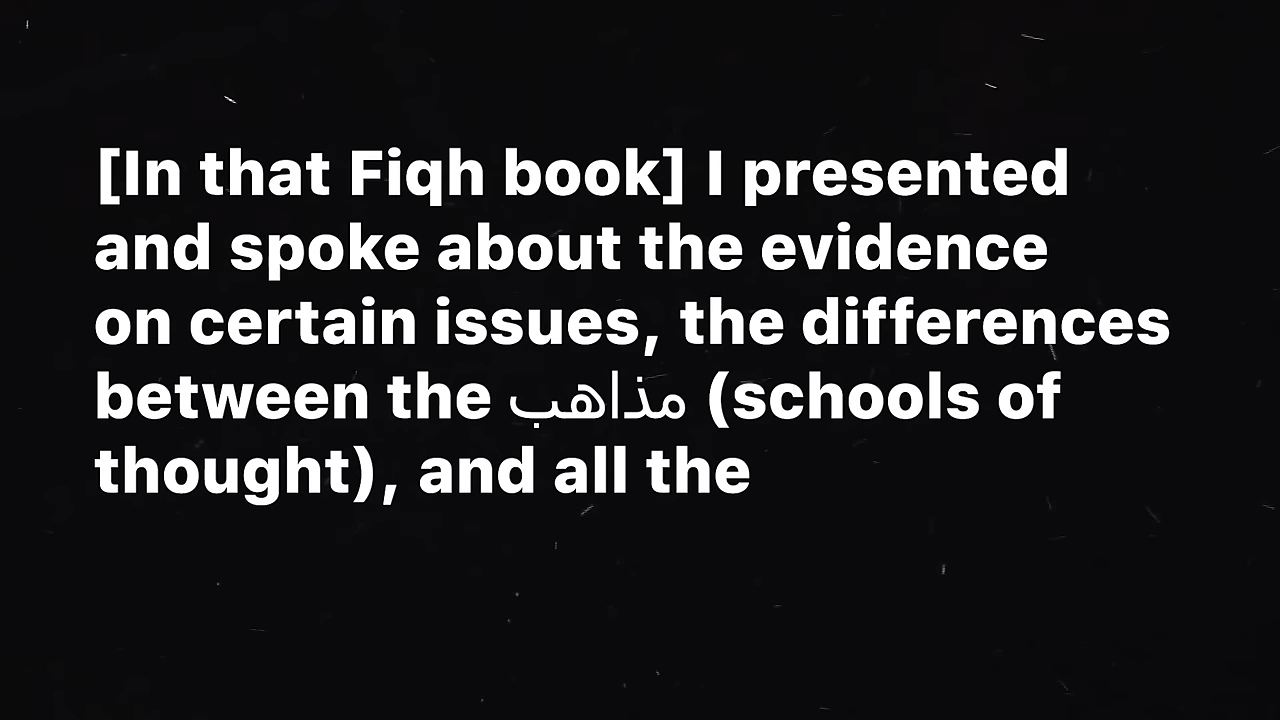 [In that Fiqh book] I presented
and spoke about the evidence
on certain issues, the differences
between the مذاهب (schools of
thought), and all the